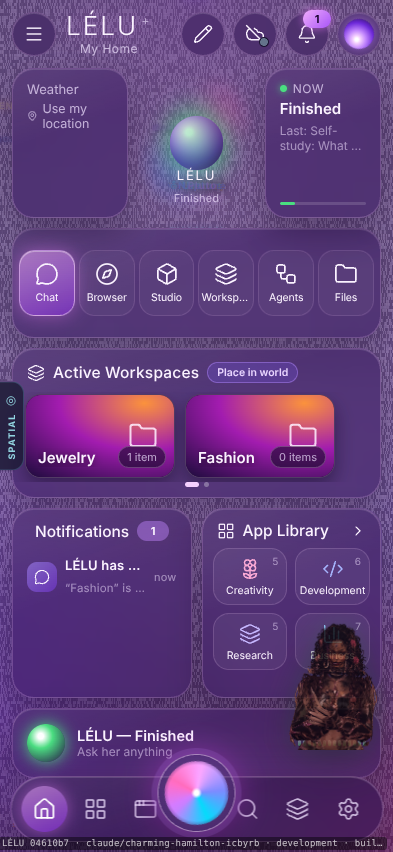 LÉLU +
My Home
1
Weather
Use my
location
LÉLU
Finished
NOW
Finished
Last: Self-
study: What …
Chat
Browser
Studio
Worksp…
Agents
Files
Active Workspaces
Place in world
SPATIAL
Jewelry
1 item
Fashion
0 items
Notifications
1
LÉLU has …
“Fashion” is …
now
App Library
5
Creativity
6
Development
5
Research
7
LÉLU — Finished
Ask her anything
LÉLU 04610b7 · claude/charming-hamilton-icbyrb · development · buil…